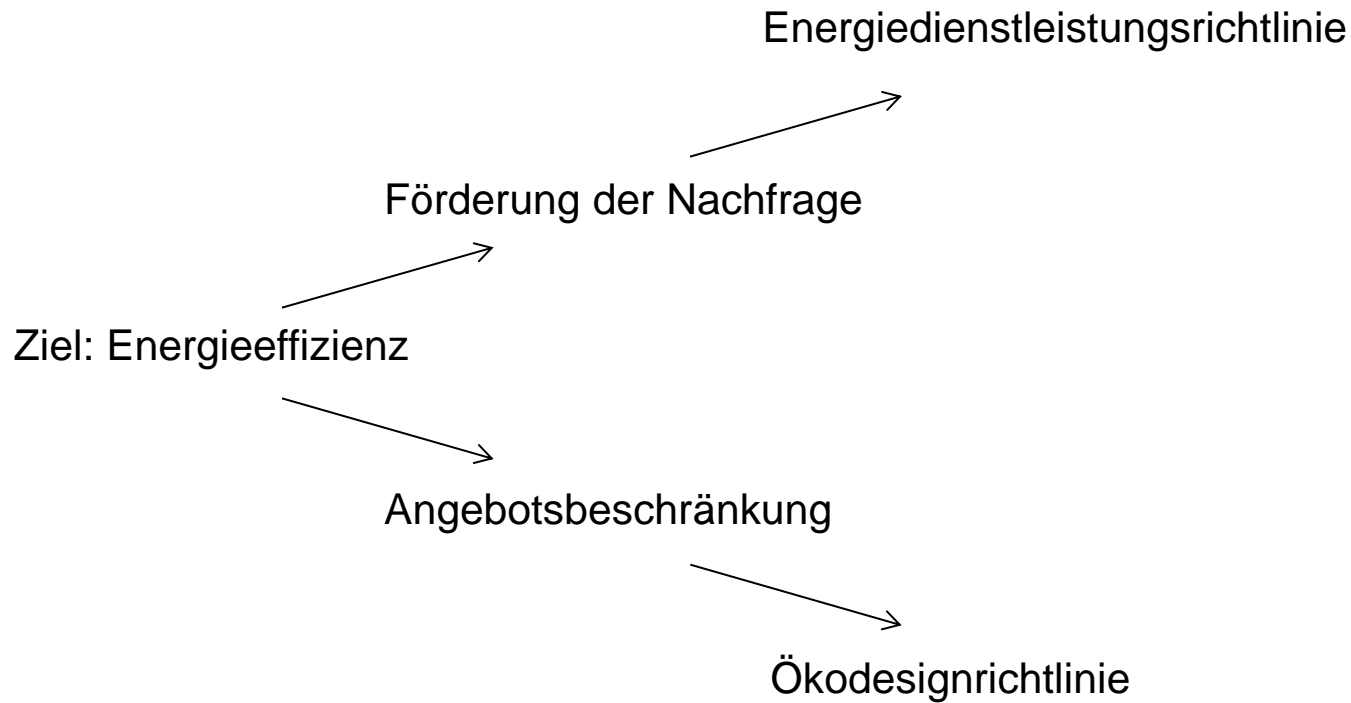 Energiedienstleistungsrichtlinie
Förderung der Nachfrage
Ziel: Energieeffizienz
Angebotsbeschränkung
Ökodesignrichtlinie